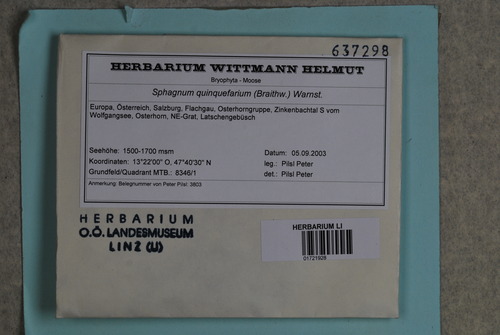 637298
HERBARIUM WITTMANN HELMUT
Bryophyta - Moose
Sphagnum quinquefarium (Braithw.) Warnst.
Europa, Österreich, Salzburg, Flachgau, Osterhorngruppe, Zinkenbachtal S vom
Wolfgangsee, Osterhorn, NE-Grat, Latschengebüsch
Seehöhe: 1500-1700 msm
Datum: 05.09.2003
Koordinaten: 13°22'00" O, 47°40'30" N
leg.: Pilsl Peter
Grundfeld/Quadrant MTB.: 8346/1
det.: Pilsl Peter
Anmerkung: Belegnummer von Peter Pilsl: 3803
HERBARIUM
O.Ö. LANDESMUSEUM
LINZ (LI)
HERBARIUM LI
01721926